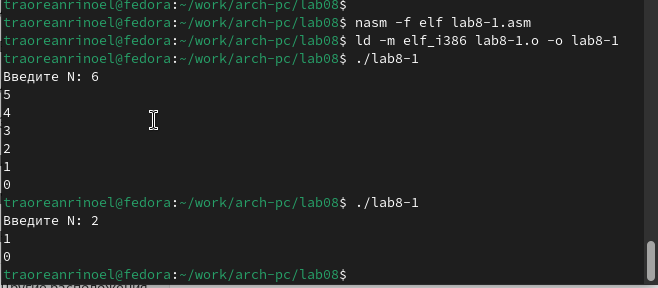 traoreanrinoel@fedora:~/work/arch-pc/lab08$
traoreanrinoel@fedora:~/work/arch-pc/lab08$ nasm -f elf lab8-1.asm
traoreanrinoel@fedora:~/work/arch-pc/lab08$ ld -m elf_i386 lab8-1.o -o lab8-1
traoreanrinoel@fedora:~/work/arch-pc/lab08$ ./lab8-1
Введите N: 6
5
4
3
2
1
0
traoreanrinoel@fedora:~/work/arch-pc/lab08$ ./lab8-1
Введите N: 2
1
0
traoreanrinoel@fedora:~/work/arch-pc/lab08$